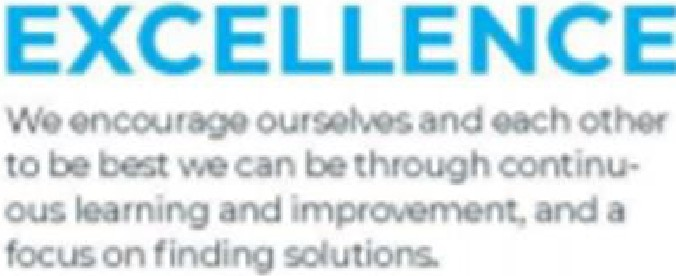 EXCELLENCE
We encourage ourselves and each other
to be best we can be through continu-
ous learning and improvement, and a
focus on finding solutions.